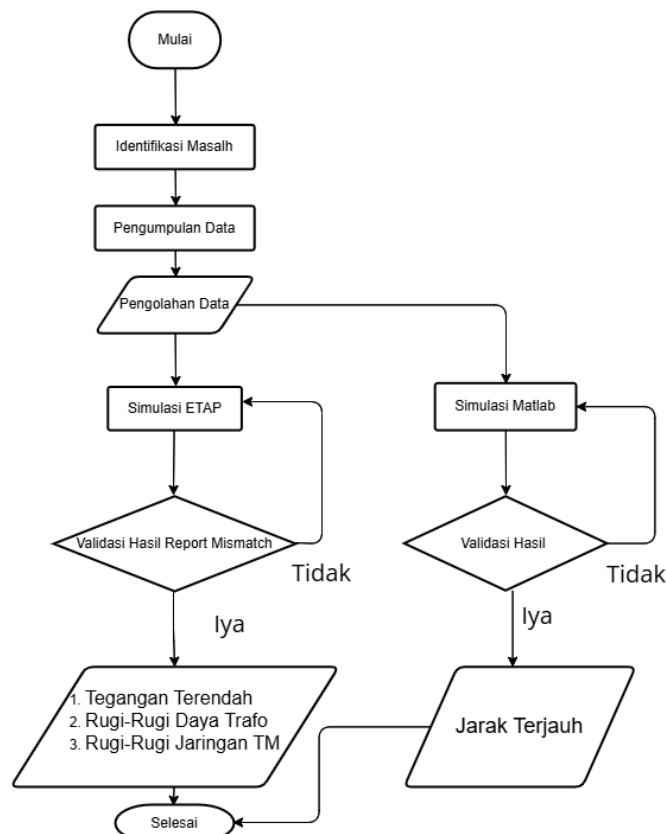 Mulai
Identifikasi Masalh
Pengumpulan Data
Pengolahan Data
Simulasi ETAP
Simulasi Matlab
Validasi Hasil Report Mismatch
Validasi Hasil
Tidak
Tidak
Iya
Iya
1. Tegangan Terendah
2. Rugi-Rugi Daya Trafo
3. Rugi-Rugi Jaringan TM
Jarak Terjauh
Selesai